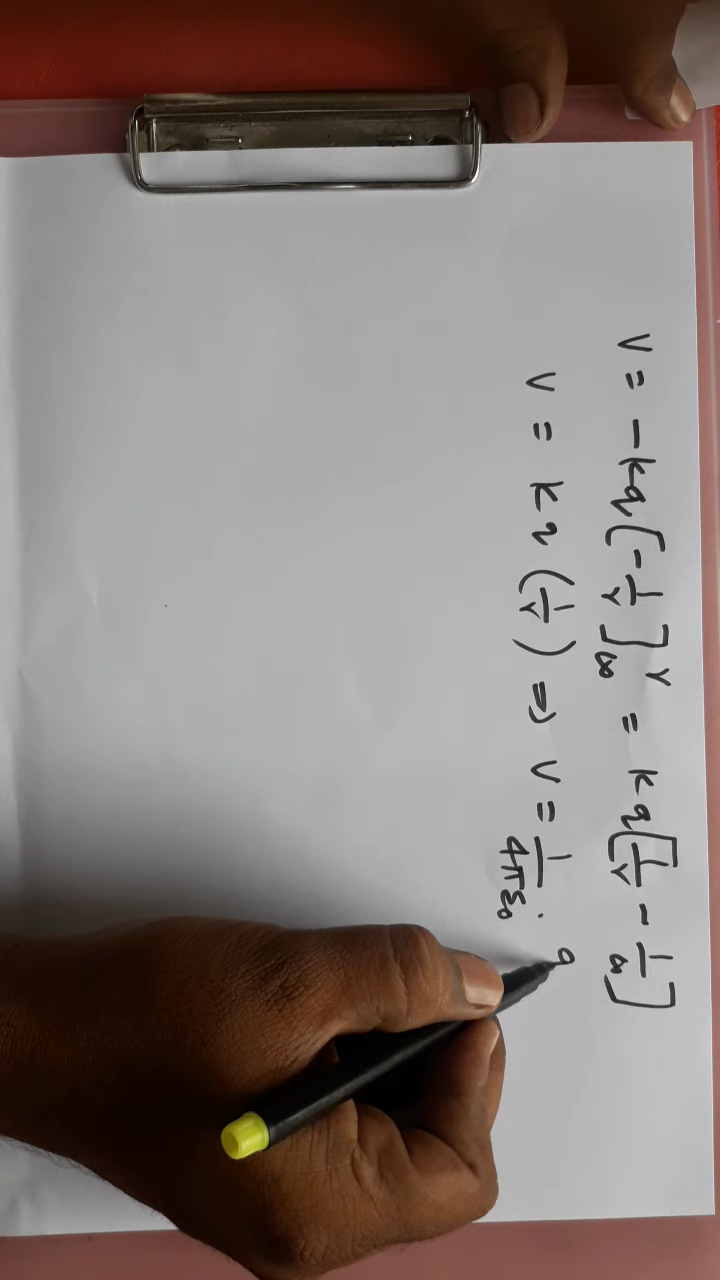 V = -kq[-1/r]^r_∞ = kq[1/r - 1/∞]
V = kq(1/r) ⇒ V = 1/4πε₀ · q